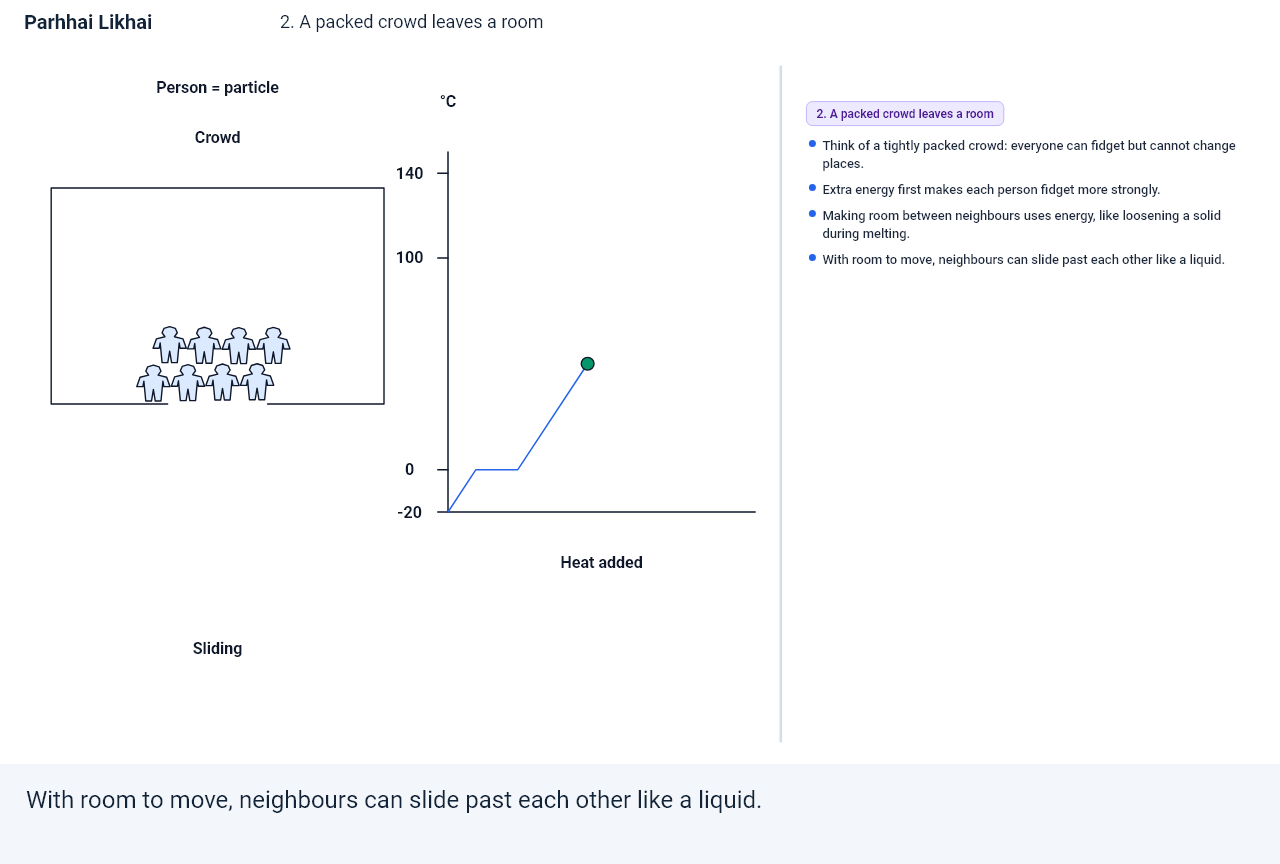 Parhhai Likhai
2. A packed crowd leaves a room
Person = particle
Crowd
°C
140
100
0
-20
Heat added
Sliding
2. A packed crowd leaves a room
Think of a tightly packed crowd: everyone can fidget but cannot change
places.
Extra energy first makes each person fidget more strongly.
Making room between neighbours uses energy, like loosening a solid
during melting.
With room to move, neighbours can slide past each other like a liquid.
With room to move, neighbours can slide past each other like a liquid.